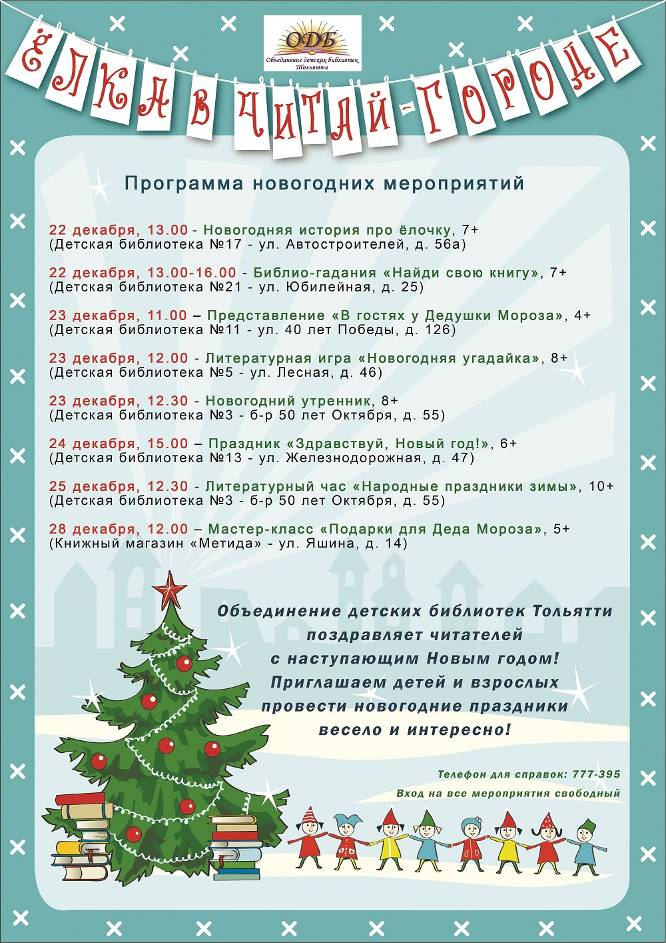 ОДБ
Объединение детских библиотек
Тольятти
ЁЛКА В ЧИТАЙ-ГОРОДЕ
Программа новогодних мероприятий
22 декабря, 13.00 - Новогодняя история про ёлочку, 7+
(Детская библиотека №17 - ул. Автостроителей, д. 56а)
22 декабря, 13.00-16.00 - Библио-гадания «Найди свою книгу», 7+
(Детская библиотека №21 - ул. Юбилейная, д. 25)
23 декабря, 11.00 – Представление «В гостях у Дедушки Мороза», 4+
(Детская библиотека №11 - ул. 40 лет Победы, д. 126)
23 декабря, 12.00 - Литературная игра «Новогодняя угадайка», 8+
(Детская библиотека №5 - ул. Лесная, д. 46)
23 декабря, 12.30 - Новогодний утренник, 8+
(Детская библиотека №3 - б-р 50 лет Октября, д. 55)
24 декабря, 15.00 – Праздник «Здравствуй, Новый год!», 6+
(Детская библиотека №13 - ул. Железнодорожная, д. 47)
25 декабря, 12.30 - Литературный час «Народные праздники зимы», 10+
(Детская библиотека №3 - б-р 50 лет Октября, д. 55)
28 декабря, 12.00 – Мастер-класс «Подарки для Деда Мороза», 5+
(Книжный магазин «Метида» - ул. Яшина, д. 14)
Объединение детских библиотек Тольятти
поздравляет читателей
с наступающим Новым годом!
Приглашаем детей и взрослых
провести новогодние праздники
весело и интересно!
Телефон для справок: 777-395
Вход на все мероприятия свободный